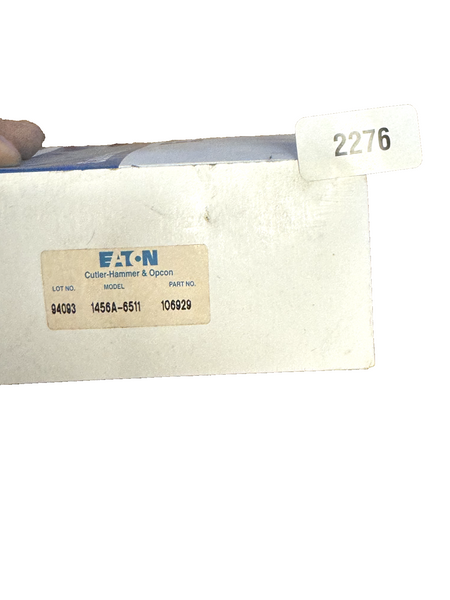 2276
EATON
Cutler-Hammer & Opcon
LOT NO. MODEL PART NO.
94093 1456A-6511 106929